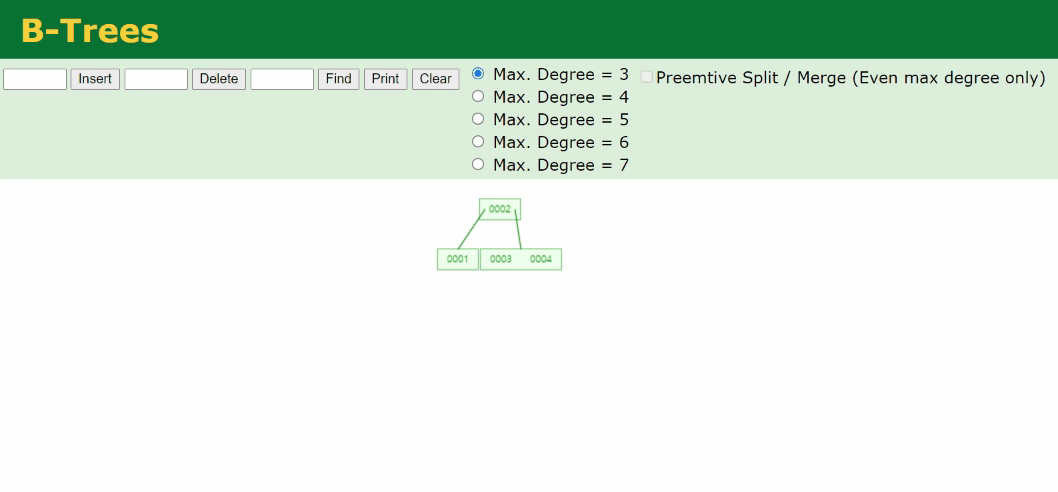 B-Trees
Insert Delete Find Print Clear Max. Degree = 3 Preemtive Split / Merge (Even max degree only)
Max. Degree = 4
Max. Degree = 5
Max. Degree = 6
Max. Degree = 7
0002
0001 0003 0004